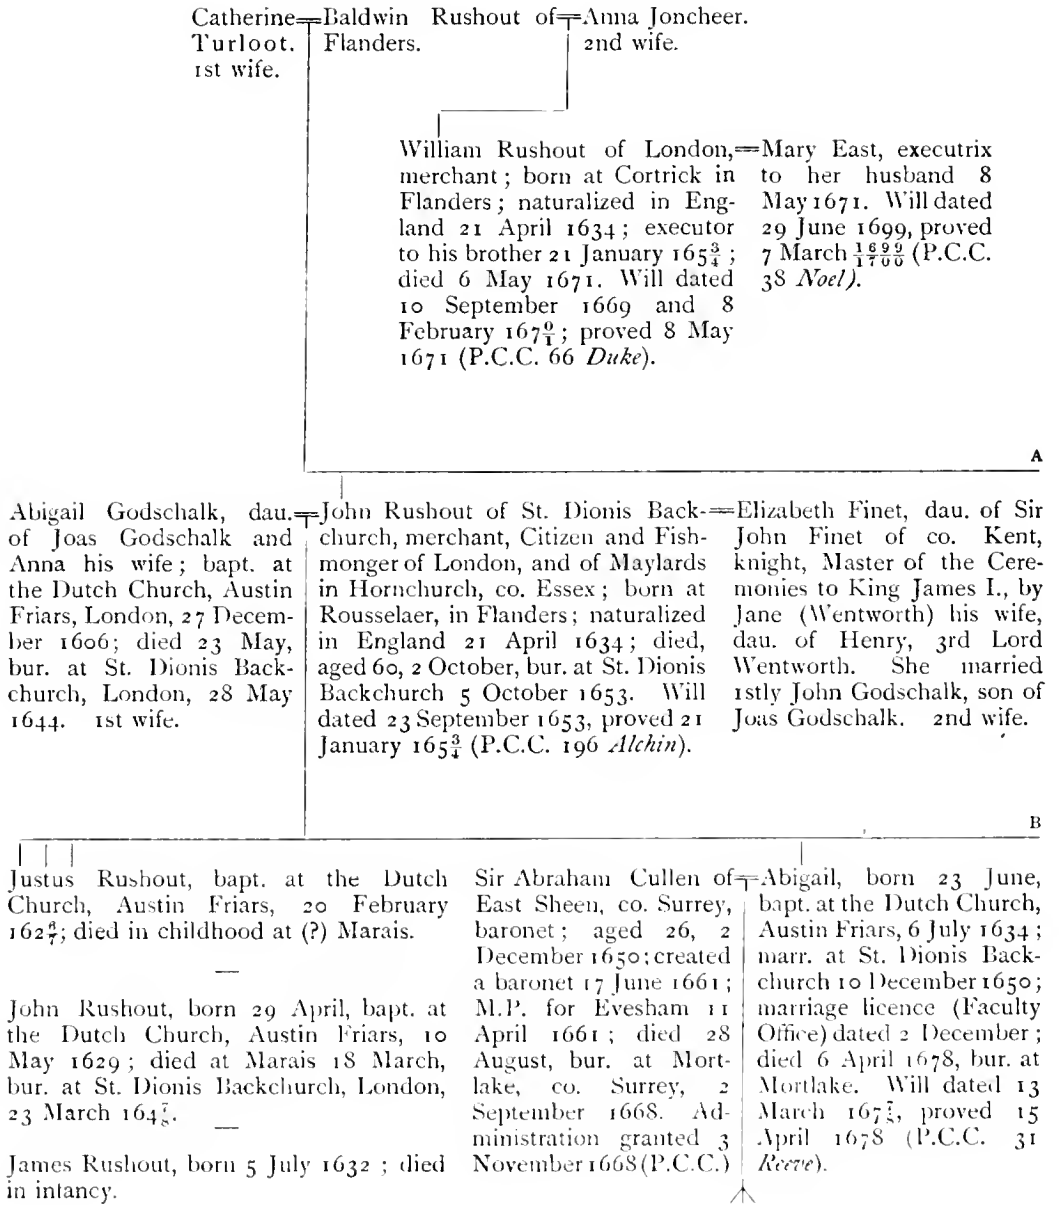 Catherine
Turloot.
1st wife.
Baldwin Rushout of
Flanders.
Anna Joncheer.
2nd wife.
William Rushout of London,
merchant; born at Cortrick in
Flanders; naturalized in Eng-
land 21 April 1634; executor
to his brother 21 January 165¾;
died 6 May 1671. Will dated
10 September 1669 and 8
February 167⁰⁄₁; proved 8 May
1671 (P.C.C. 66 Duke).
Mary East, executrix
to her husband 8
May 1671. Will dated
29 June 1699, proved
7 March 1699/1700 (P.C.C.
38 Noel).
A
Abigail Godschalk, dau.
of Joas Godschalk and
Anna his wife; bapt. at
the Dutch Church, Austin
Friars, London, 27 Decem-
ber 1606; died 23 May,
bur. at St. Dionis Back-
church, London, 28 May
1644. 1st wife.
John Rushout of St. Dionis Back-
church, merchant, Citizen and Fish-
monger of London, and of Maylards
in Hornchurch, co. Essex; born at
Rousselaer, in Flanders; naturalized
in England 21 April 1634; died,
aged 60, 2 October, bur. at St. Dionis
Backchurch 5 October 1653. Will
dated 23 September 1653, proved 21
January 165¾ (P.C.C. 196 Alchin).
Elizabeth Finet, dau. of Sir
John Finet of co. Kent,
knight, Master of the Cere-
monies to King James I., by
Jane (Wentworth) his wife,
dau. of Henry, 3rd Lord
Wentworth. She married
1stly John Godschalk, son of
Joas Godschalk. 2nd wife.
B
Justus Rushout, bapt. at the Dutch
Church, Austin Friars, 20 February
162⁶⁄₇; died in childhood at (?) Marais.
John Rushout, born 29 April, bapt. at
the Dutch Church, Austin Friars, 10
May 1629; died at Marais 18 March,
bur. at St. Dionis Backchurch, London,
23 March 164⁷⁄₈.
James Rushout, born 5 July 1632; died
in infancy.
Sir Abraham Cullen of
East Sheen, co. Surrey,
baronet; aged 26, 2
December 1650; created
a baronet 17 June 1661;
M.P. for Evesham 11
April 1661; died 28
August, bur. at Mort-
lake, co. Surrey, 2
September 1668. Ad-
ministration granted 3
November 1668 (P.C.C.)
Abigail, born 23 June,
bapt. at the Dutch Church,
Austin Friars, 6 July 1634;
marr. at St. Dionis Back-
church 10 December 1650;
marriage licence (Faculty
Office) dated 2 December;
died 6 April 1678, bur. at
Mortlake. Will dated 13
March 167⁷⁄₈, proved 15
April 1678 (P.C.C. 31
Reeve).